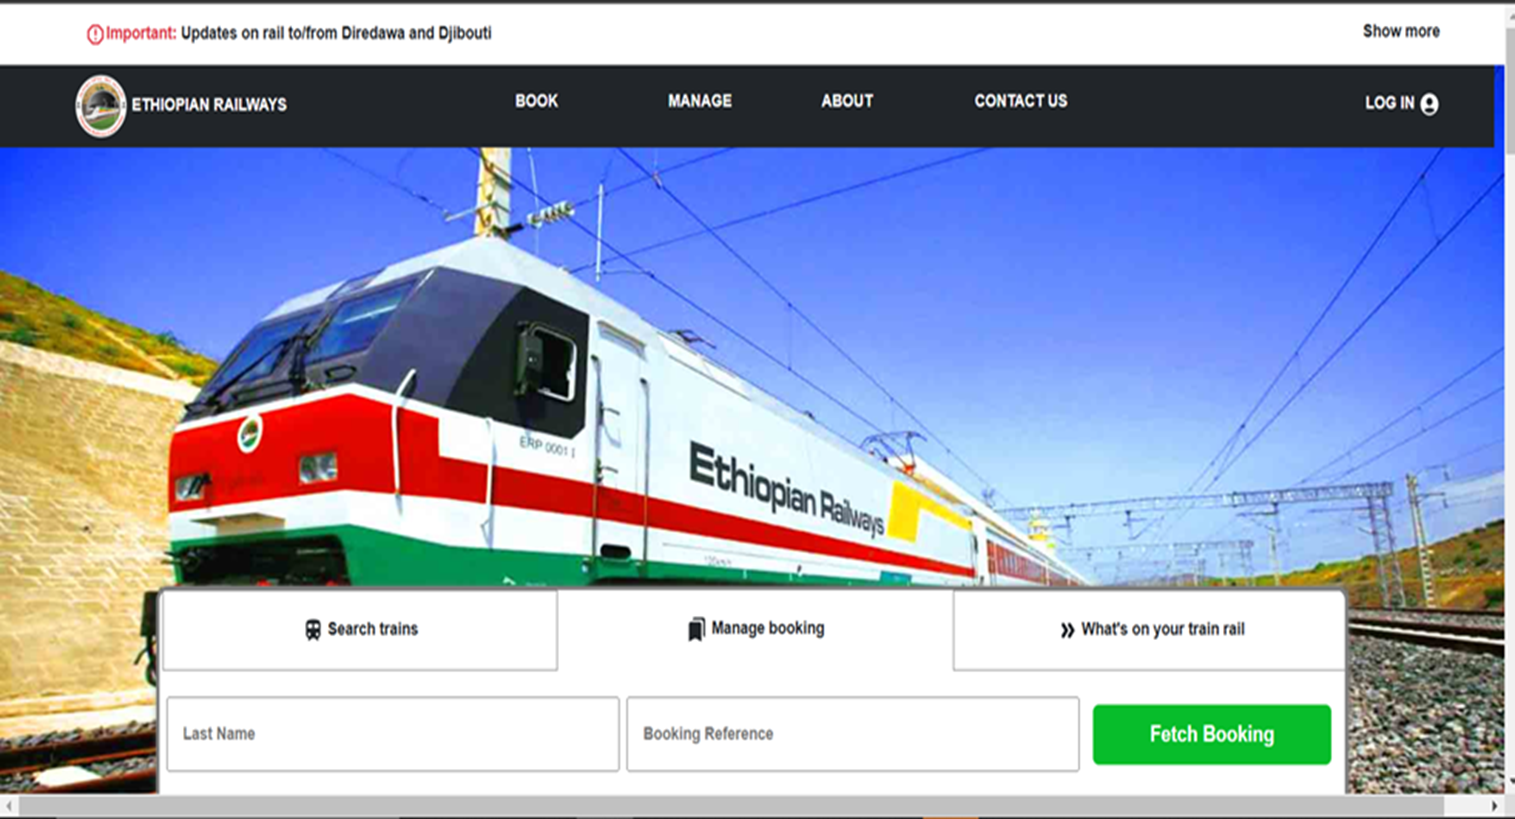 Important: Updates on rail to/from Diredawa and Djibouti
Show more
ETHIOPIAN RAILWAYS
BOOK
MANAGE
ABOUT
CONTACT US
LOG IN
ERP 0001
Ethiopian Railways
Search trains
Manage booking
What's on your train rail
Last Name
Booking Reference
Fetch Booking